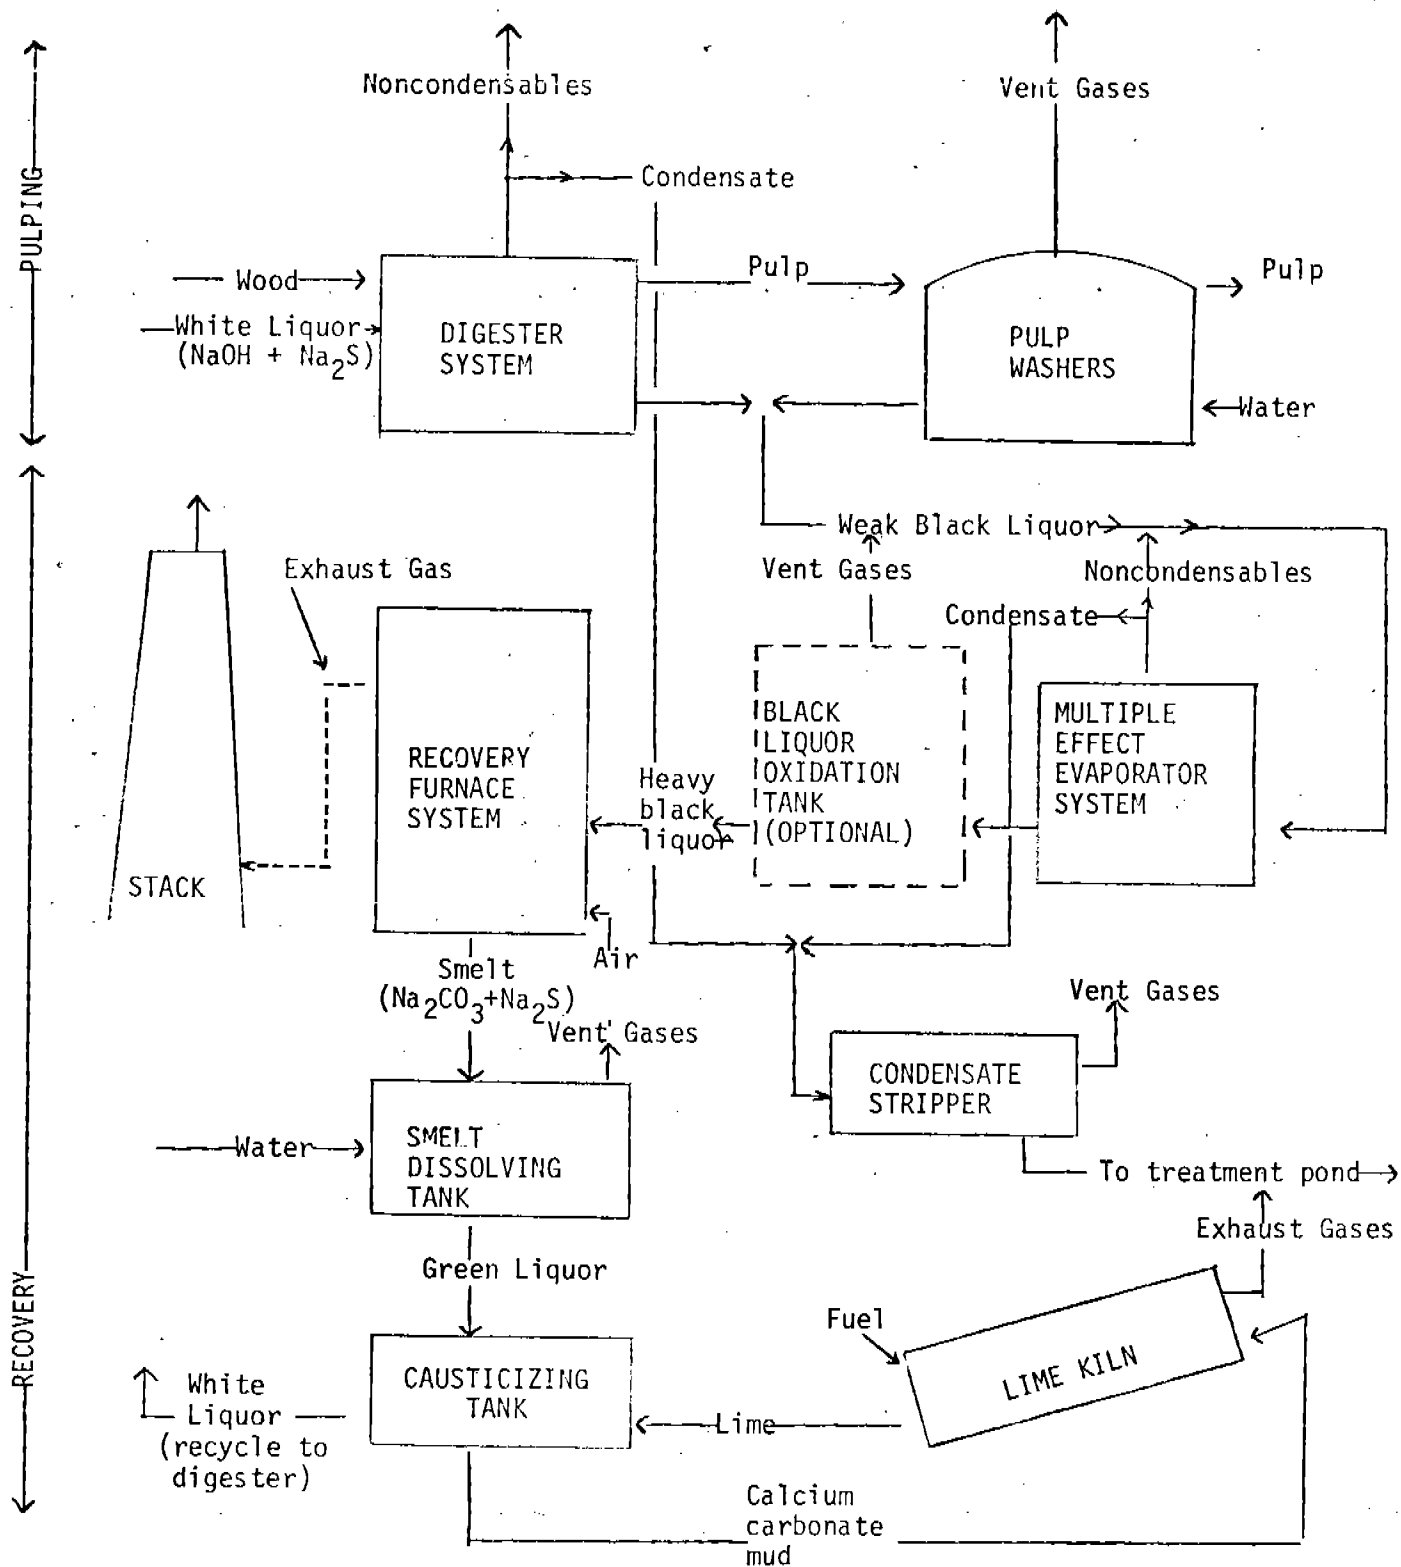 Noncondensables
Vent Gases
Condensate
PULPING
Wood
Pulp
Pulp
White Liquor
(NaOH + Na₂S)
DIGESTER
SYSTEM
PULP
WASHERS
Water
Weak Black Liquor
Exhaust Gas
Vent Gases
Noncondensables
Condensate
BLACK
LIQUOR
OXIDATION
TANK
(OPTIONAL)
MULTIPLE
EFFECT
EVAPORATOR
SYSTEM
RECOVERY
FURNACE
SYSTEM
Heavy
black
liquor
STACK
Air
Smelt
(Na₂CO₃+Na₂S)
Vent Gases
Vent Gases
CONDENSATE
STRIPPER
Water
SMELT
DISSOLVING
TANK
To treatment pond
Exhaust Gases
Green Liquor
RECOVERY
Fuel
LIME KILN
CAUSTICIZING
TANK
White
Liquor
(recycle to
digester)
Lime
Calcium
carbonate
mud